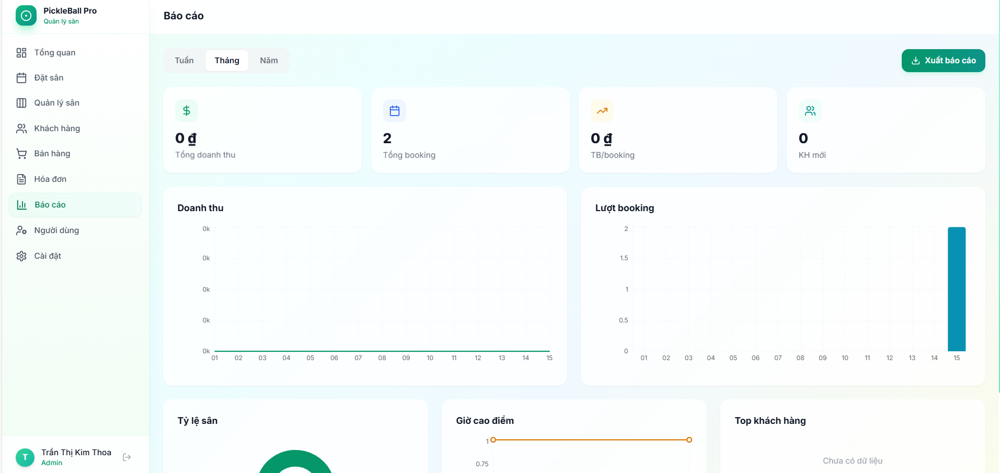 PickleBall Pro
Quản lý sân
Tổng quan
Đặt sân
Quản lý sân
Khách hàng
Bán hàng
Hóa đơn
Báo cáo
Người dùng
Cài đặt
T
Trần Thị Kim Thoa
Admin
Báo cáo
Tuần Tháng Năm
Xuất báo cáo
0 ₫
Tổng doanh thu
2
Tổng booking
0 ₫
TB/booking
0
KH mới
Doanh thu
0k
0k
0k
0k
0k
01 02 03 04 05 06 07 08 09 10 11 12 13 14 15
Lượt booking
2
1.5
1
0.5
0
01 02 03 04 05 06 07 08 09 10 11 12 13 14 15
Tỷ lệ sân
Giờ cao điểm
1
0.75
Top khách hàng
Chưa có dữ liệu